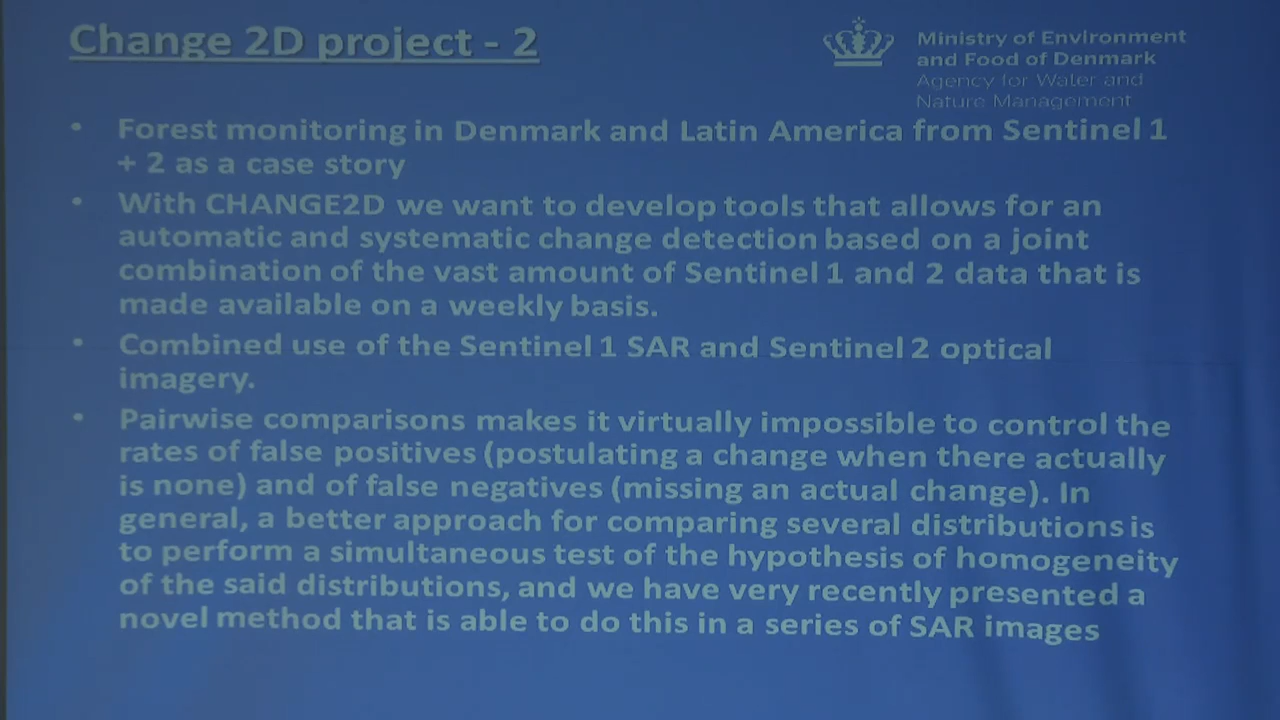 Change 2D project - 2
Ministry of Environment
and Food of Denmark
Agency for Water and
Nature Management
• Forest monitoring in Denmark and Latin America from Sentinel 1
+ 2 as a case story
• With CHANGE2D we want to develop tools that allows for an
automatic and systematic change detection based on a joint
combination of the vast amount of Sentinel 1 and 2 data that is
made available on a weekly basis.
• Combined use of the Sentinel 1 SAR and Sentinel 2 optical
imagery.
• Pairwise comparisons makes it virtually impossible to control the
rates of false positives (postulating a change when there actually
is none) and of false negatives (missing an actual change). In
general, a better approach for comparing several distributions is
to perform a simultaneous test of the hypothesis of homogeneity
of the said distributions, and we have very recently presented a
novel method that is able to do this in a series of SAR images